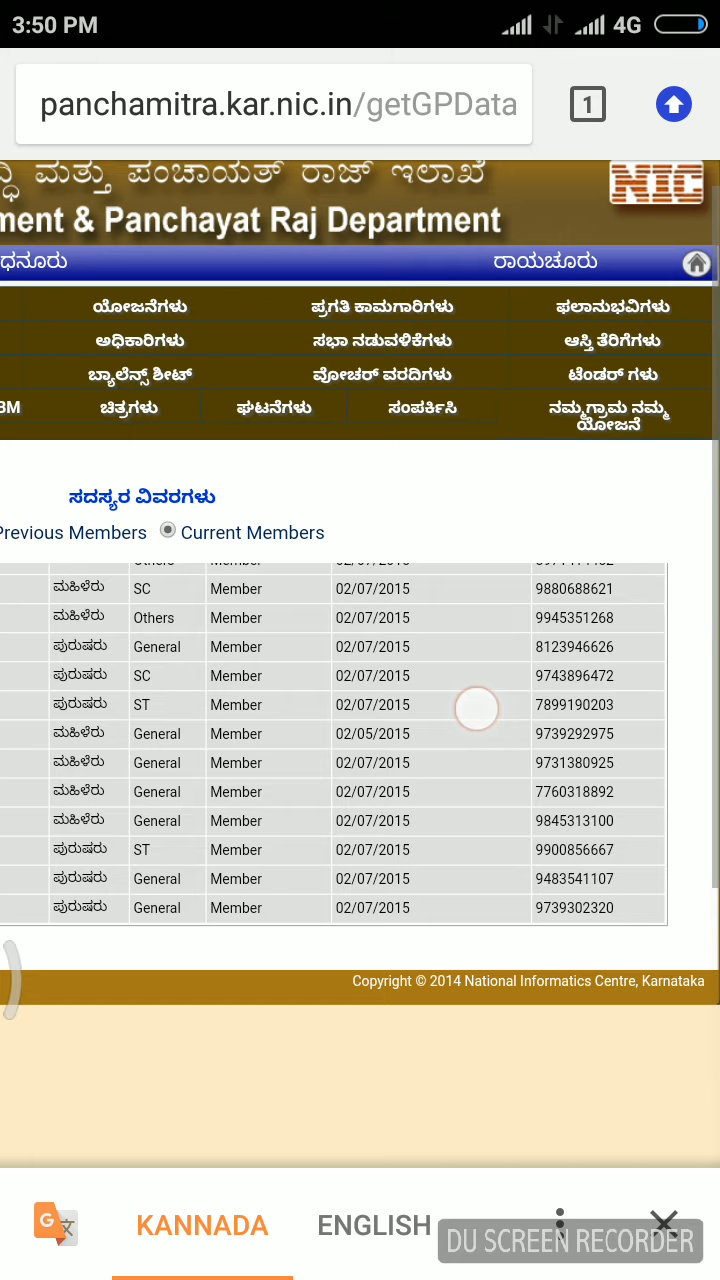 3:50 PM 4G
panchamitra.kar.nic.in/getGPData 1
ಮತ್ತು ಪಂಚಾಯತ್ ರಾಜ್ ಇಲಾಖೆ NIC
ment & Panchayat Raj Department
ಧನೂರು ರಾಯಚೂರು
ಯೋಜನೆಗಳು ಪ್ರಗತಿ ಕಾಮಗಾರಿಗಳು ಫಲಾನುಭವಿಗಳು
ಅಧಿಕಾರಿಗಳು ಸಭಾ ನಡುವಳಿಕೆಗಳು ಆಸ್ತಿ ತೆರಿಗೆಗಳು
ಬ್ಯಾಲೆನ್ಸ್ ಶೀಟ್ ವೋಚರ್ ವರದಿಗಳು ಟೆಂಡರ್ ಗಳು
BM ಚಿತ್ರಗಳು ಘಟನೆಗಳು ಸಂಪರ್ಕಿಸಿ ನಮ್ಮಗ್ರಾಮ ನಮ್ಮ
ಯೋಜನೆ
ಸದಸ್ಯರ ವಿವರಗಳು
Previous Members Current Members
ಮಹಿಳೆರು SC Member 02/07/2015 9880688621
ಮಹಿಳೆರು Others Member 02/07/2015 9945351268
ಪುರುಷರು General Member 02/07/2015 8123946626
ಪುರುಷರು SC Member 02/07/2015 9743896472
ಪುರುಷರು ST Member 02/07/2015 7899190203
ಮಹಿಳೆರು General Member 02/05/2015 9739292975
ಮಹಿಳೆರು General Member 02/07/2015 9731380925
ಮಹಿಳೆರು General Member 02/07/2015 7760318892
ಮಹಿಳೆರು General Member 02/07/2015 9845313100
ಪುರುಷರು ST Member 02/07/2015 9900856667
ಪುರುಷರು General Member 02/07/2015 9483541107
ಪುರುಷರು General Member 02/07/2015 9739302320
Copyright © 2014 National Informatics Centre, Karnataka
KANNADA ENGLISH
DU SCREEN RECORDER